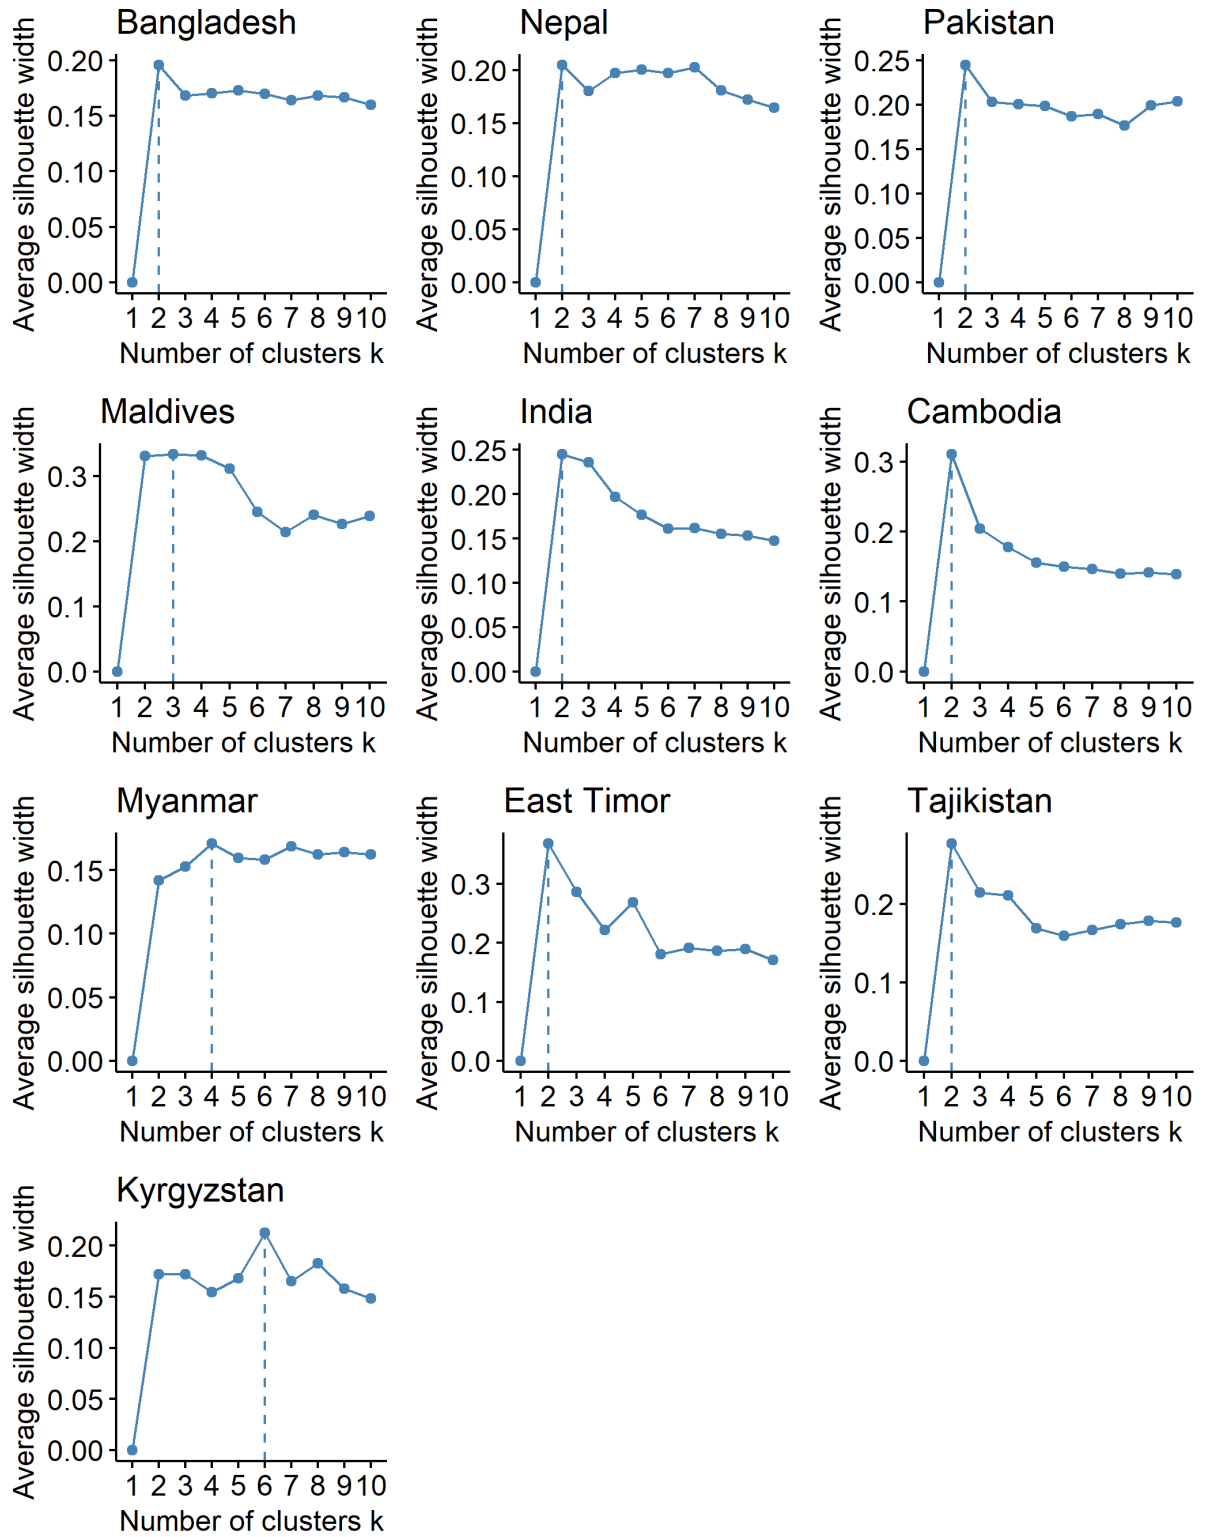 Bangladesh
Average silhouette width
0.20
0.15
0.10
0.05
0.00
1 2 3 4 5 6 7 8 9 10
Number of clusters k
Nepal
Average silhouette width
0.20
0.15
0.10
0.05
0.00
1 2 3 4 5 6 7 8 9 10
Number of clusters k
Pakistan
Average silhouette width
0.25
0.20
0.15
0.10
0.05
0.00
1 2 3 4 5 6 7 8 9 10
Number of clusters k
Maldives
Average silhouette width
0.3
0.2
0.1
0.0
1 2 3 4 5 6 7 8 9 10
Number of clusters k
India
Average silhouette width
0.25
0.20
0.15
0.10
0.05
0.00
1 2 3 4 5 6 7 8 9 10
Number of clusters k
Cambodia
Average silhouette width
0.3
0.2
0.1
0.0
1 2 3 4 5 6 7 8 9 10
Number of clusters k
Myanmar
Average silhouette width
0.15
0.10
0.05
0.00
1 2 3 4 5 6 7 8 9 10
Number of clusters k
East Timor
Average silhouette width
0.3
0.2
0.1
0.0
1 2 3 4 5 6 7 8 9 10
Number of clusters k
Tajikistan
Average silhouette width
0.2
0.1
0.0
1 2 3 4 5 6 7 8 9 10
Number of clusters k
Kyrgyzstan
Average silhouette width
0.20
0.15
0.10
0.05
0.00
1 2 3 4 5 6 7 8 9 10
Number of clusters k